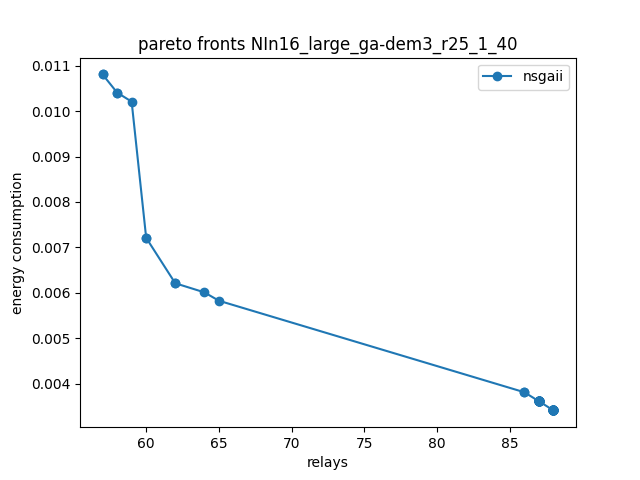 pareto fronts NIn16_large_ga-dem3_r25_1_40
nsgaii
0.011
0.010
0.009
0.008
0.007
0.006
0.005
0.004
energy consumption
60 65 70 75 80 85
relays